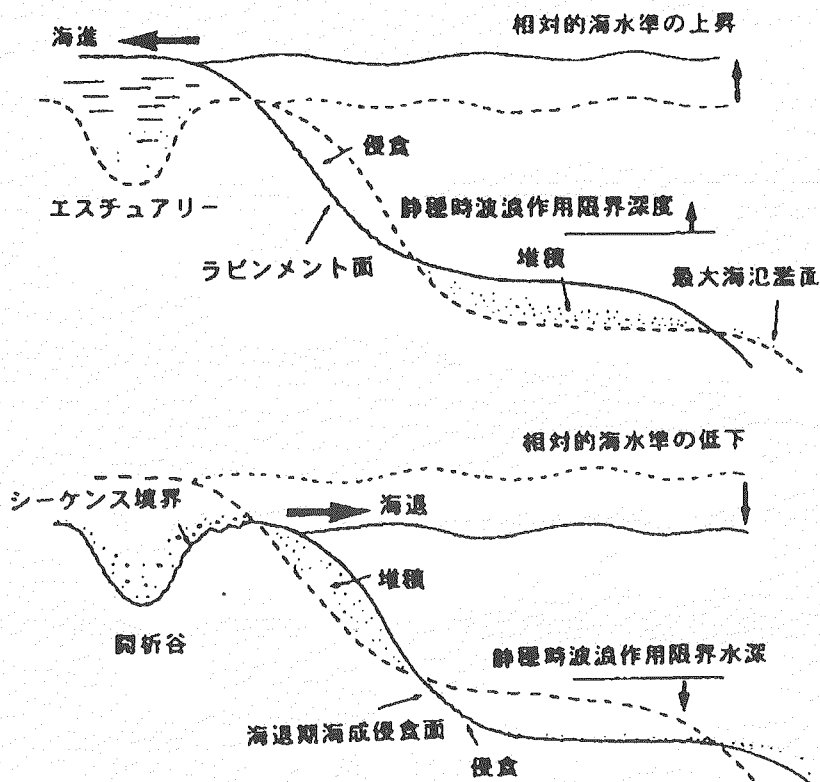 相対的海水準の上昇
海進
侵食
エスチュアリー
静穏時波浪作用限界深度
ラビンメント面
堆積
最大海氾濫面
相対的海水準の低下
シーケンス境界
海退
堆積
開析谷
静穏時波浪作用限界水深
海退期海成侵食面
侵食